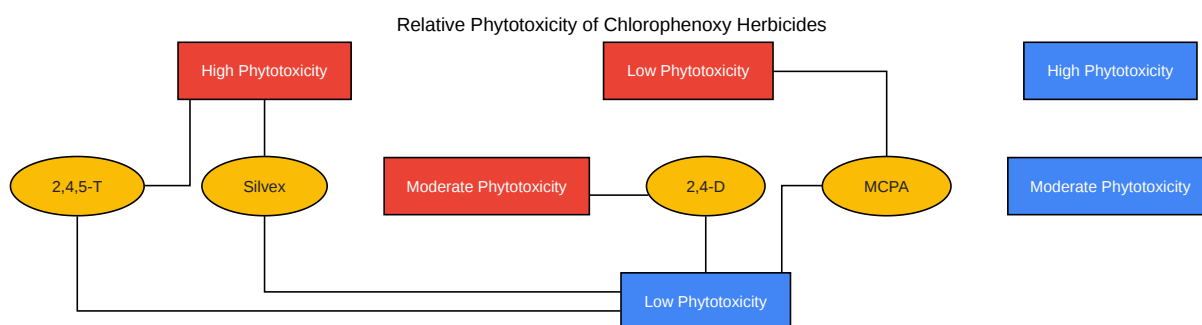 Relative Phytotoxicity of Chlorophenoxy Herbicides
High Phytotoxicity
Low Phytotoxicity
High Phytotoxicity
2,4,5-T
Silvex
Moderate Phytotoxicity
2,4-D
MCPA
Moderate Phytotoxicity
Low Phytotoxicity